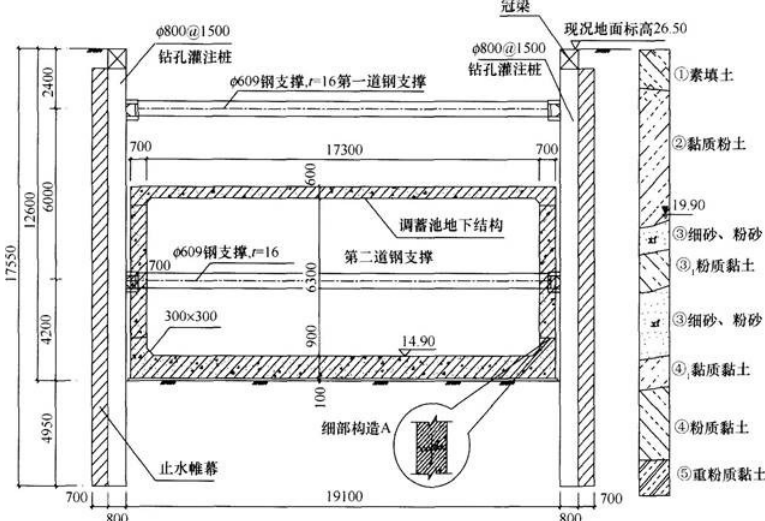 冠梁
现况地面标高26.50
ϕ800@1500
钻孔灌注桩
ϕ800@1500
钻孔灌注桩
ϕ609钢支撑,t=16第一道钢支撑
①素填土
2400
700
17300
700
②黏质粉土
600
6000
12600
17550
19.90
调蓄池地下结构
③细砂、粉砂
xf
ϕ609钢支撑,t=16
第二道钢支撑
700
6300
③₁粉质黏土
300×300
4200
900
14.90
③细砂、粉砂
xf
④₁黏质黏土
100
细部构造A
4950
④粉质黏土
止水帷幕
⑤重粉质黏土
700
800
19100
800
700